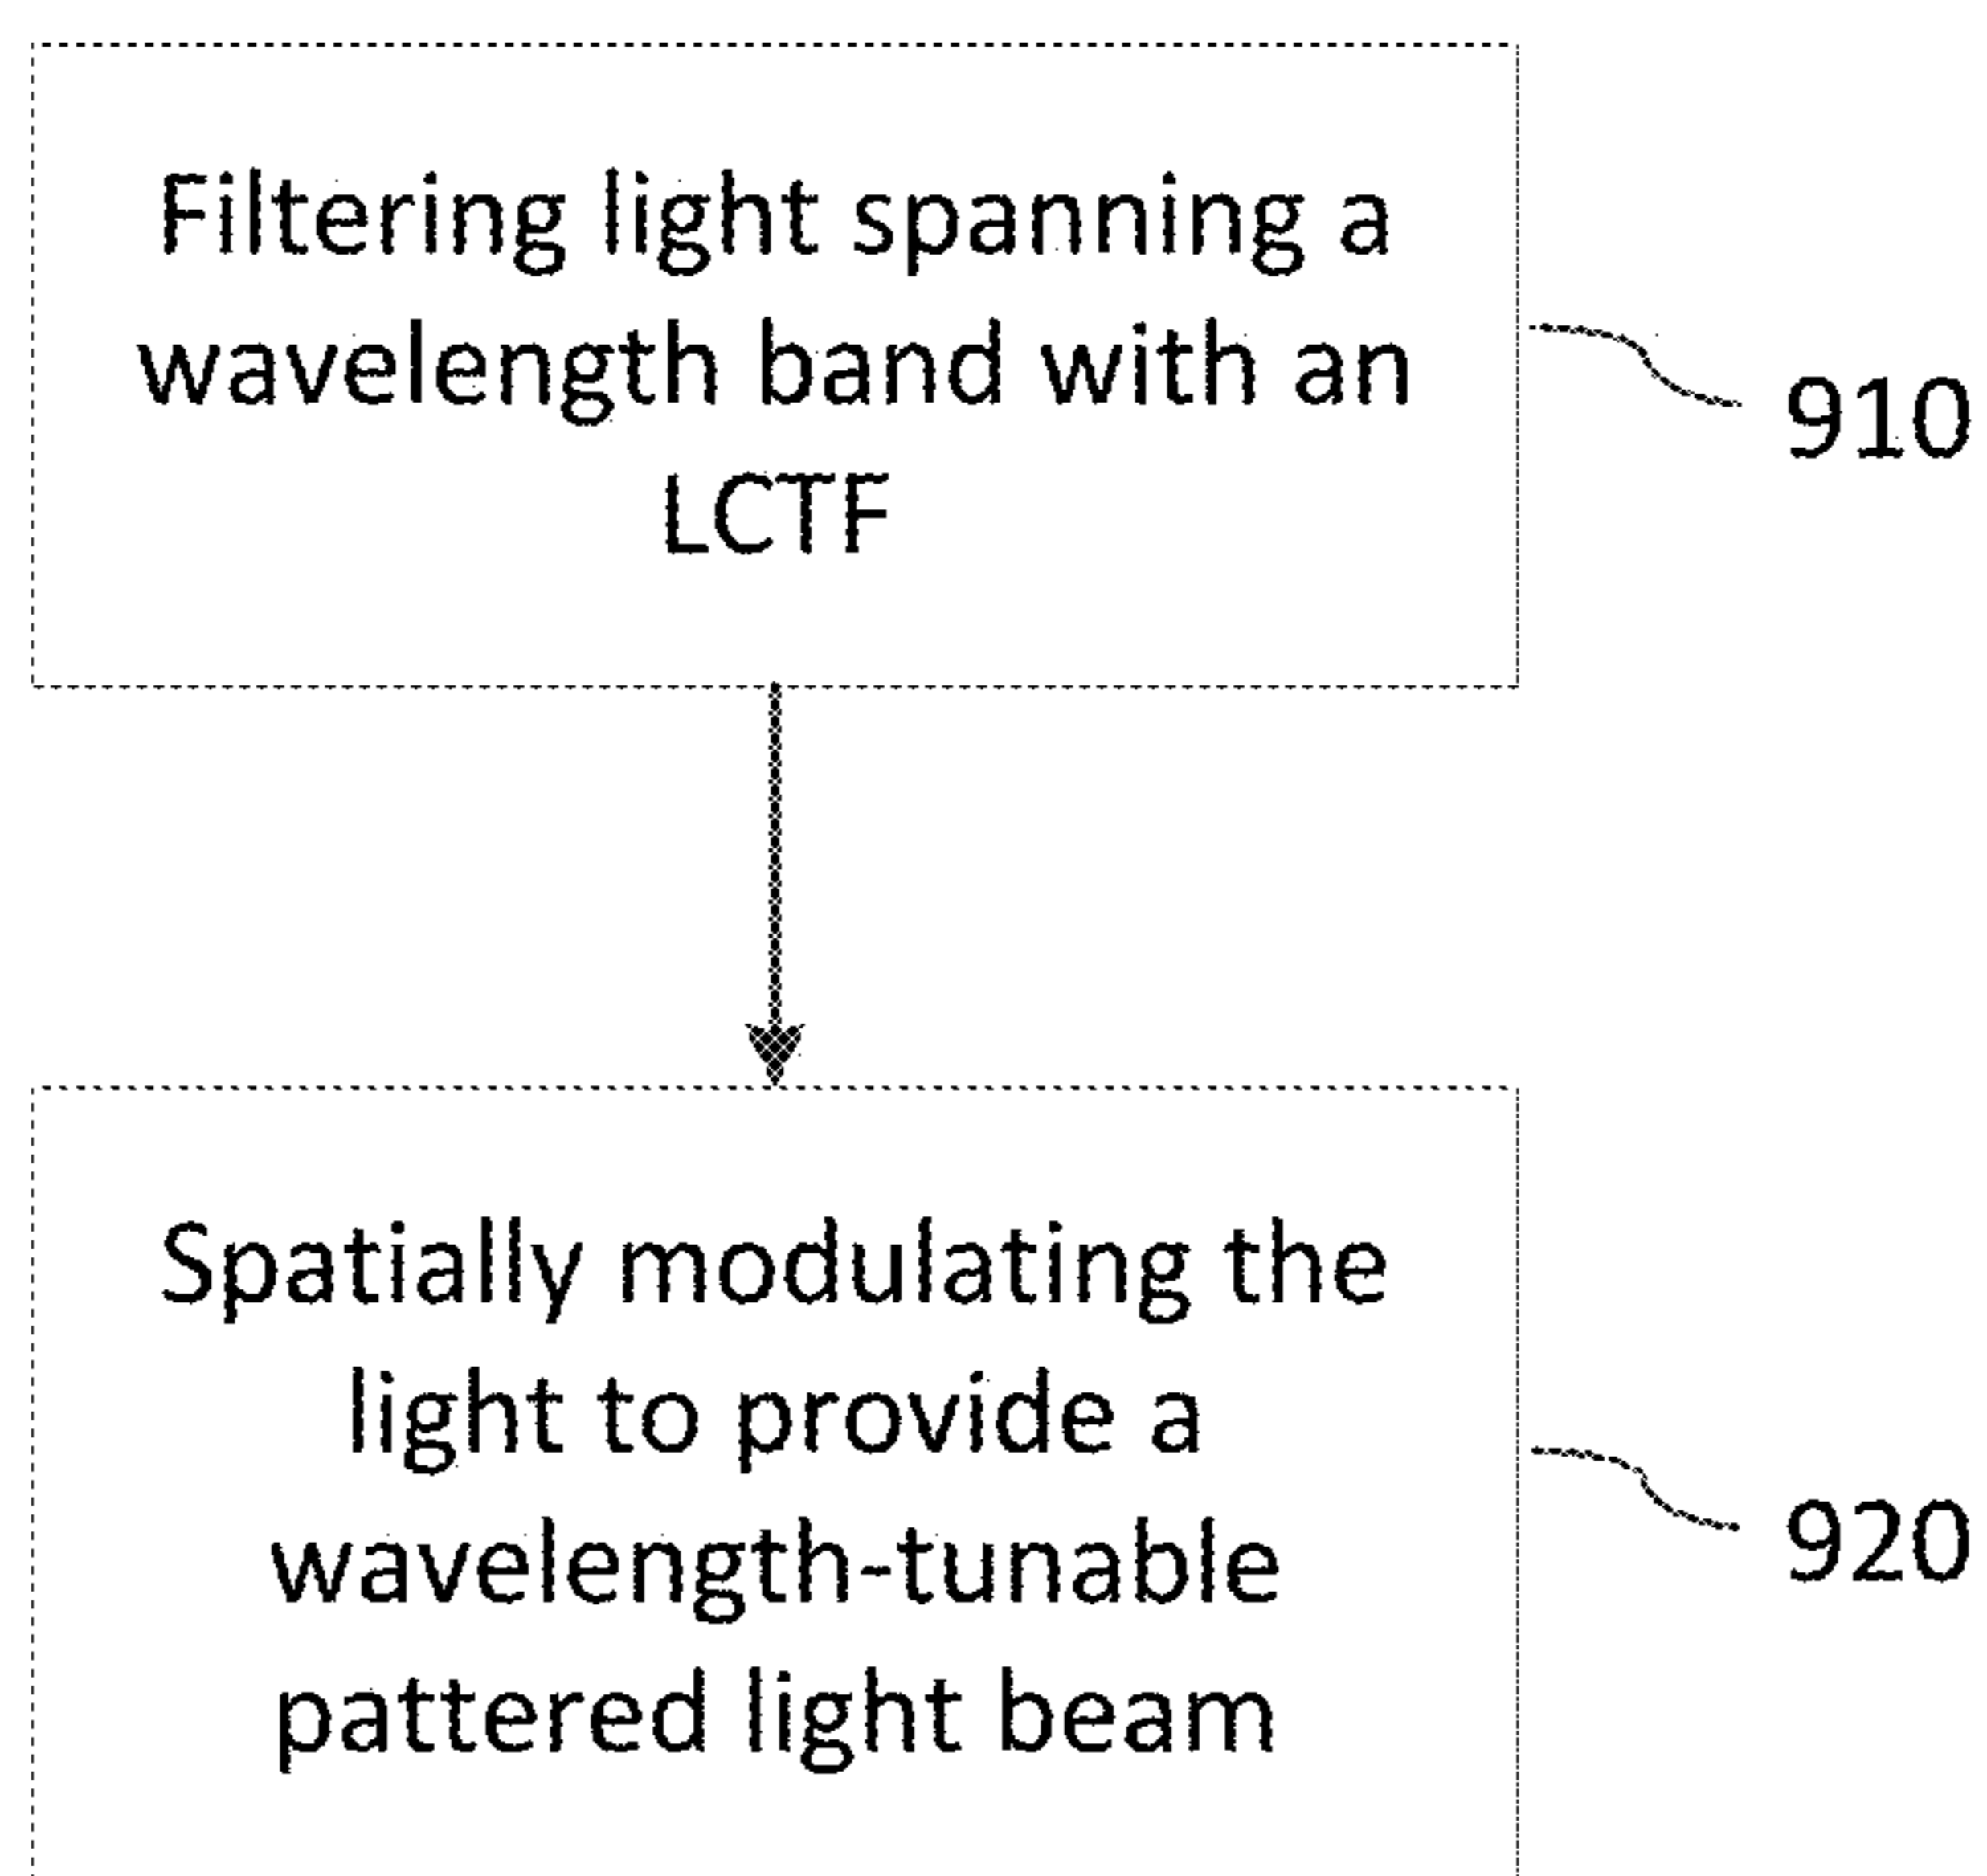 Filtering light spanning a
wavelength band with an
LCTF
910
Spatially modulating the
light to provide a
wavelength-tunable
pattered light beam
920